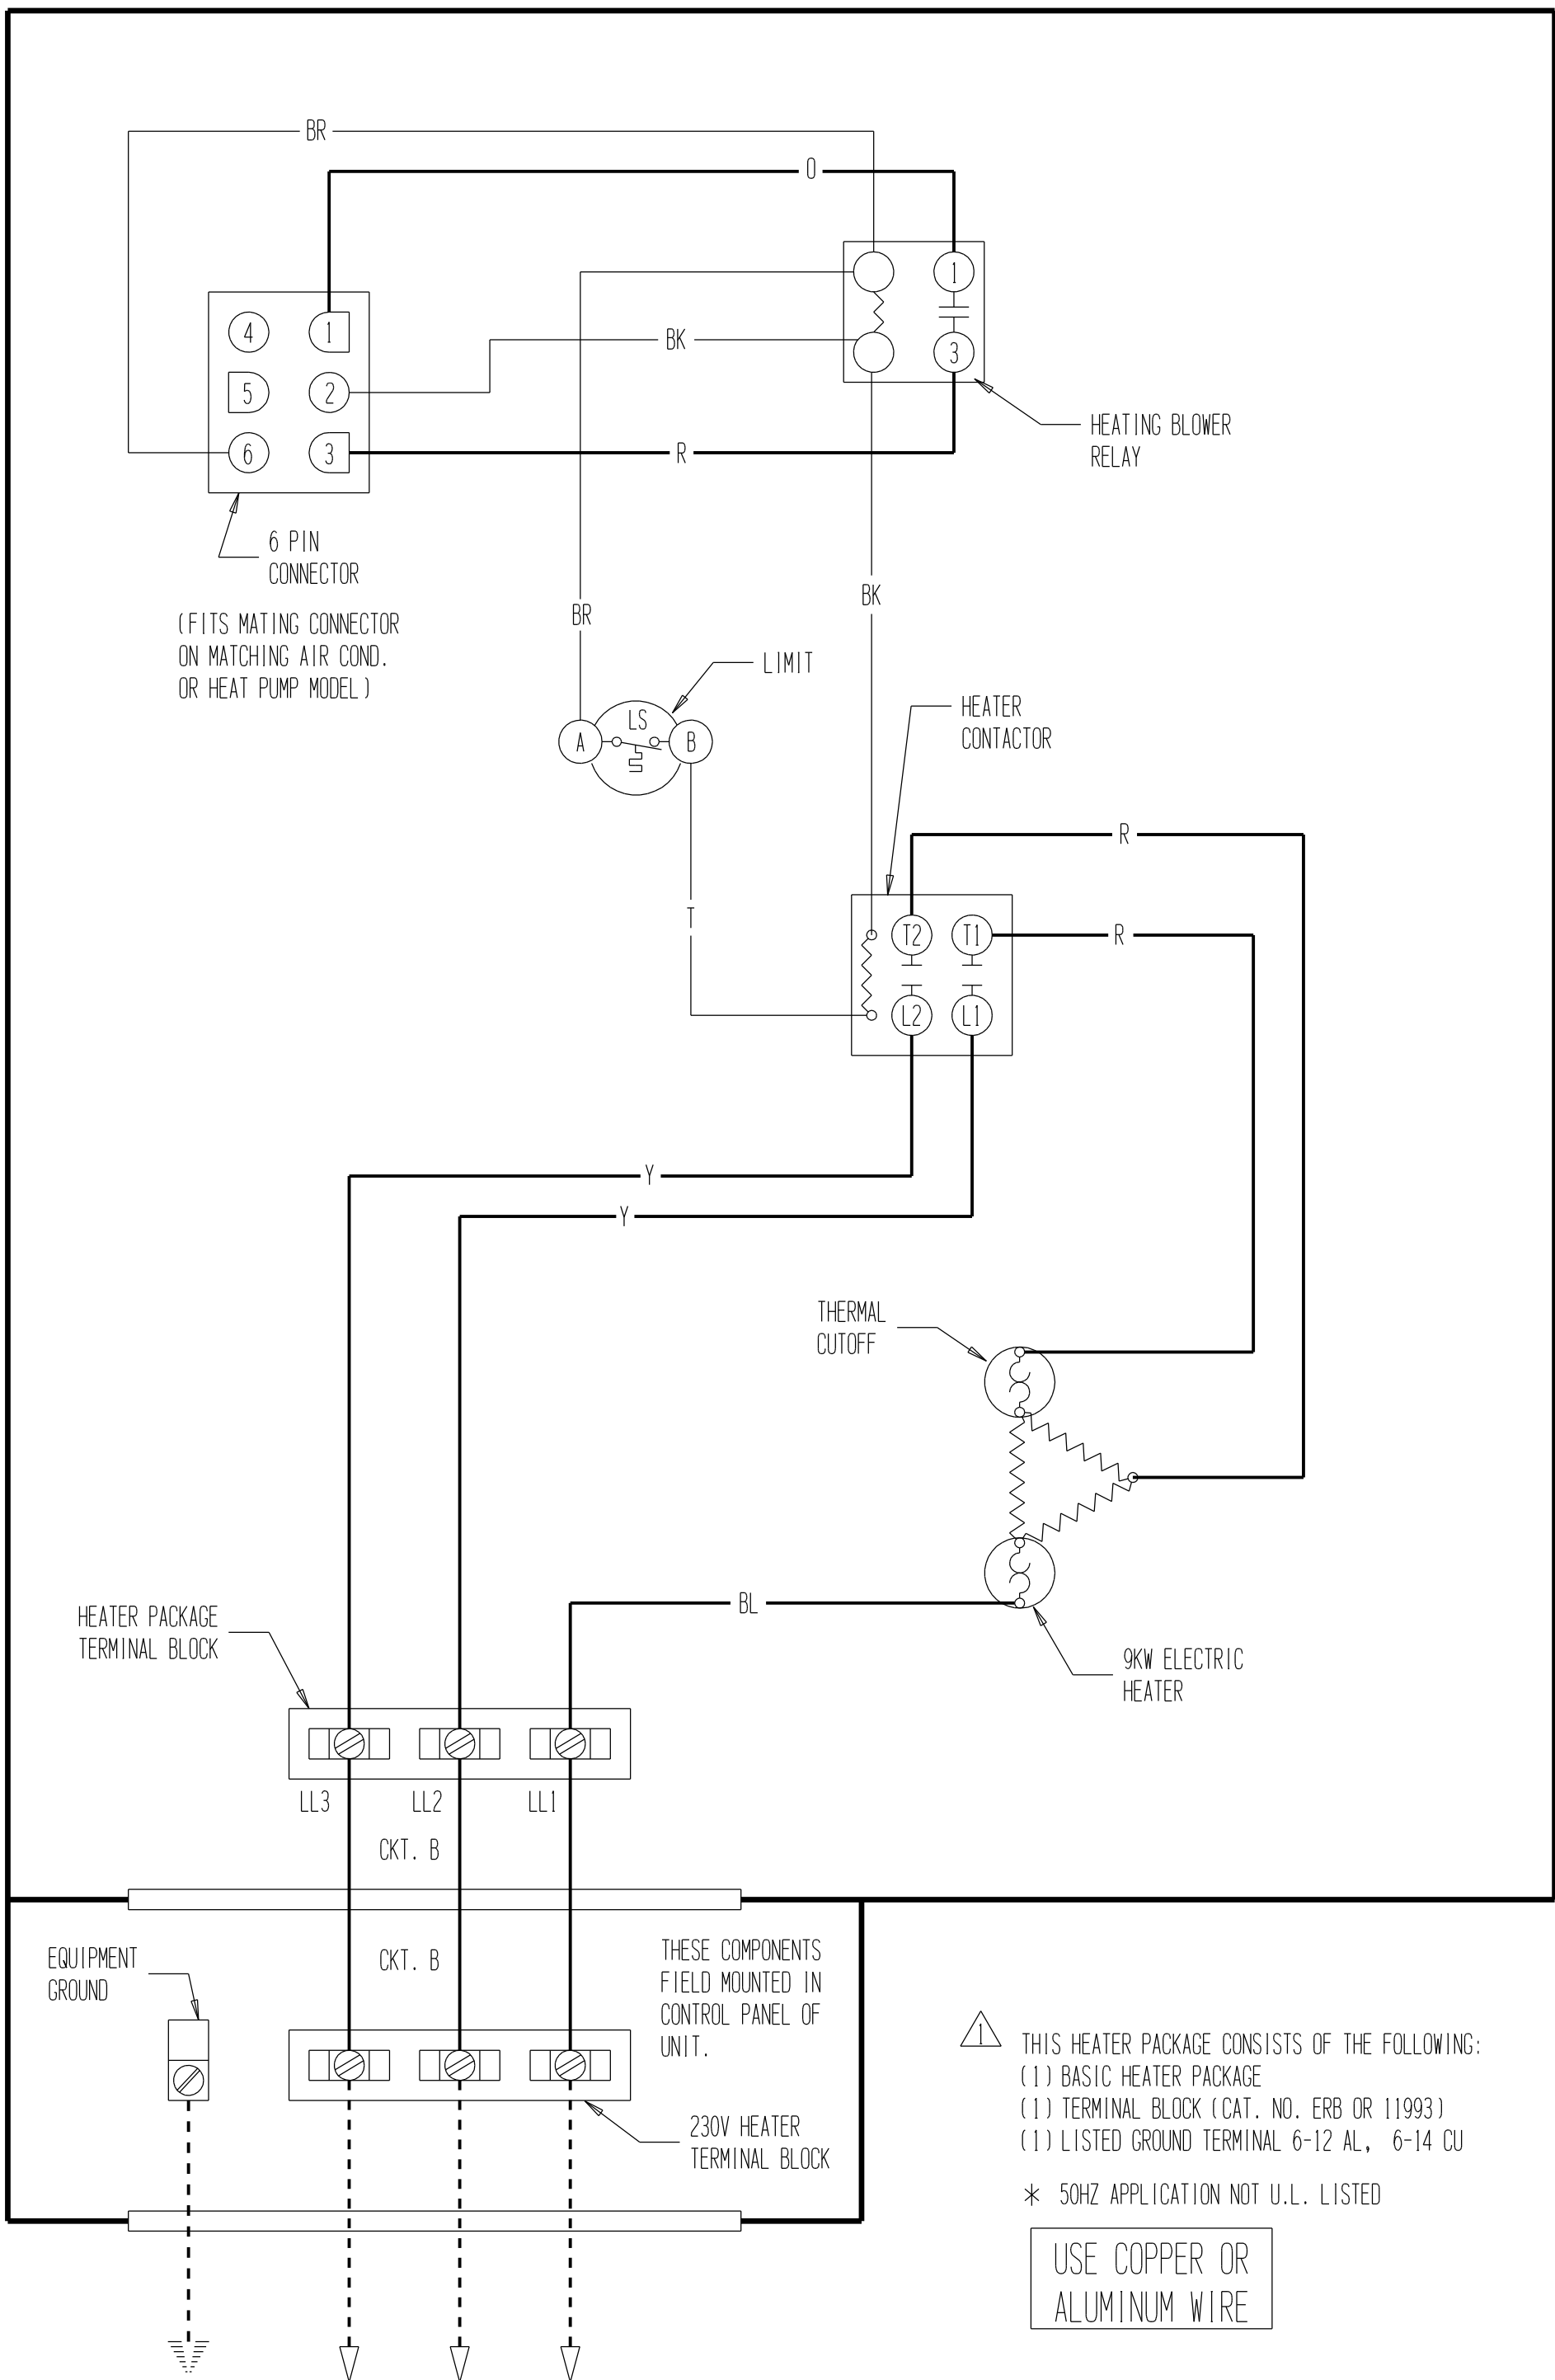 BR
O
1
4
1
BK
3
5
2
HEATING BLOWER
RELAY
6
3
R
6 PIN
CONNECTOR
BK
BR
(FITS MATING CONNECTOR
ON MATCHING AIR COND.
OR HEAT PUMP MODEL)
LIMIT
LS
A
B
HEATER
CONTACTOR
R
T
T2
T1
R
L2
L1
Y
Y
THERMAL
CUTOFF
BL
HEATER PACKAGE
TERMINAL BLOCK
9KW ELECTRIC
HEATER
LL3
LL2
LL1
CKT. B
EQUIPMENT
GROUND
CKT. B
THESE COMPONENTS
FIELD MOUNTED IN
CONTROL PANEL OF
UNIT.
230V HEATER
TERMINAL BLOCK
1
THIS HEATER PACKAGE CONSISTS OF THE FOLLOWING:
(1) BASIC HEATER PACKAGE
(1) TERMINAL BLOCK (CAT. NO. ERB OR 11993)
(1) LISTED GROUND TERMINAL 6-12 AL, 6-14 CU
* 50HZ APPLICATION NOT U.L. LISTED
USE COPPER OR
ALUMINUM WIRE